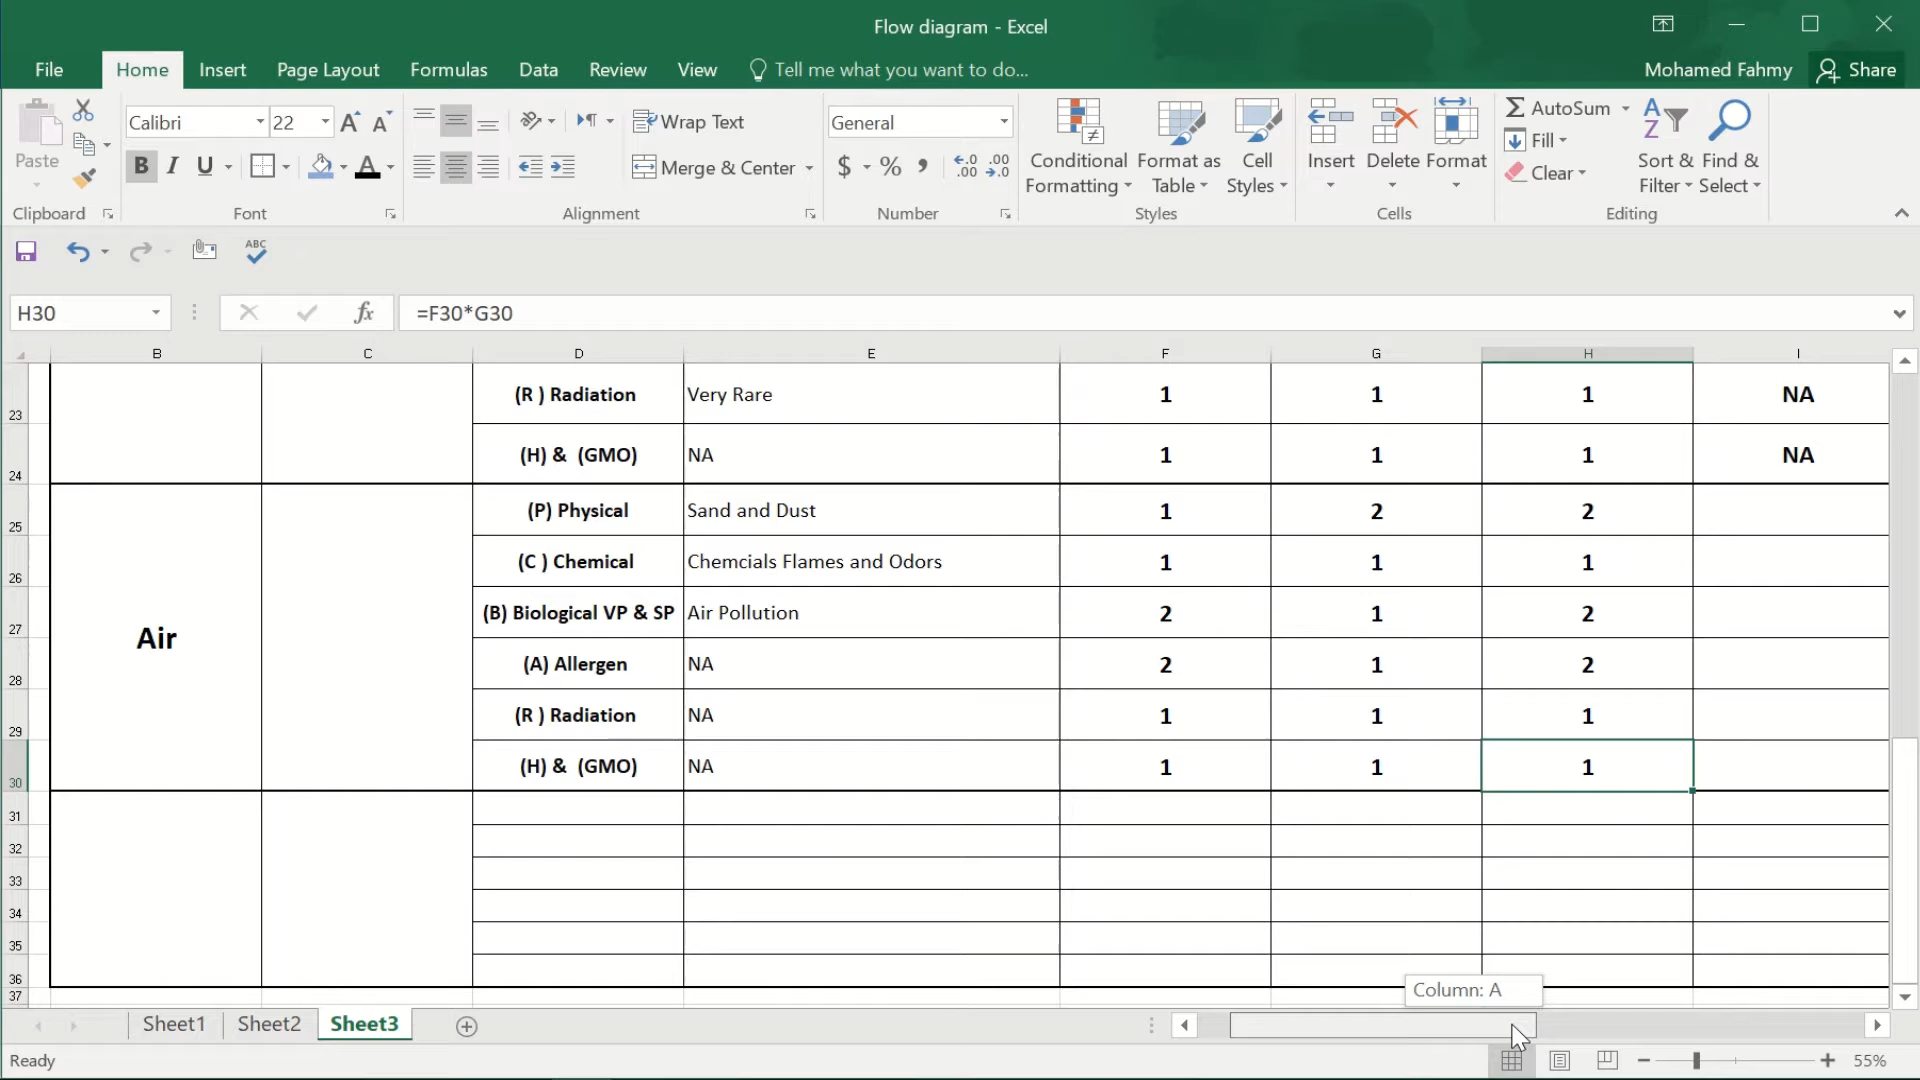 Flow diagram - Excel
File Home Insert Page Layout Formulas Data Review View Tell me what you want to do... Mohamed Fahmy Share
Calibri 22 A A Wrap Text General AutoSum
Paste B I U A Merge & Center $ % , Conditional Formatting Format as Table Cell Styles Insert Delete Format Fill Clear Sort & Filter Find & Select
Clipboard Font Alignment Number Styles Cells Editing
ABC
H30 fx =F30*G30
B C D E F G H I
23 (R ) Radiation Very Rare 1 1 1 NA
24 (H) & (GMO) NA 1 1 1 NA
25 (P) Physical Sand and Dust 1 2 2
26 (C ) Chemical Chemcials Flames and Odors 1 1 1
27 (B) Biological VP & SP Air Pollution 2 1 2
Air
28 (A) Allergen NA 2 1 2
29 (R ) Radiation NA 1 1 1
30 (H) & (GMO) NA 1 1 1
31
32
33
34
35
36
37
Column: A
Sheet1 Sheet2 Sheet3
Ready 55%